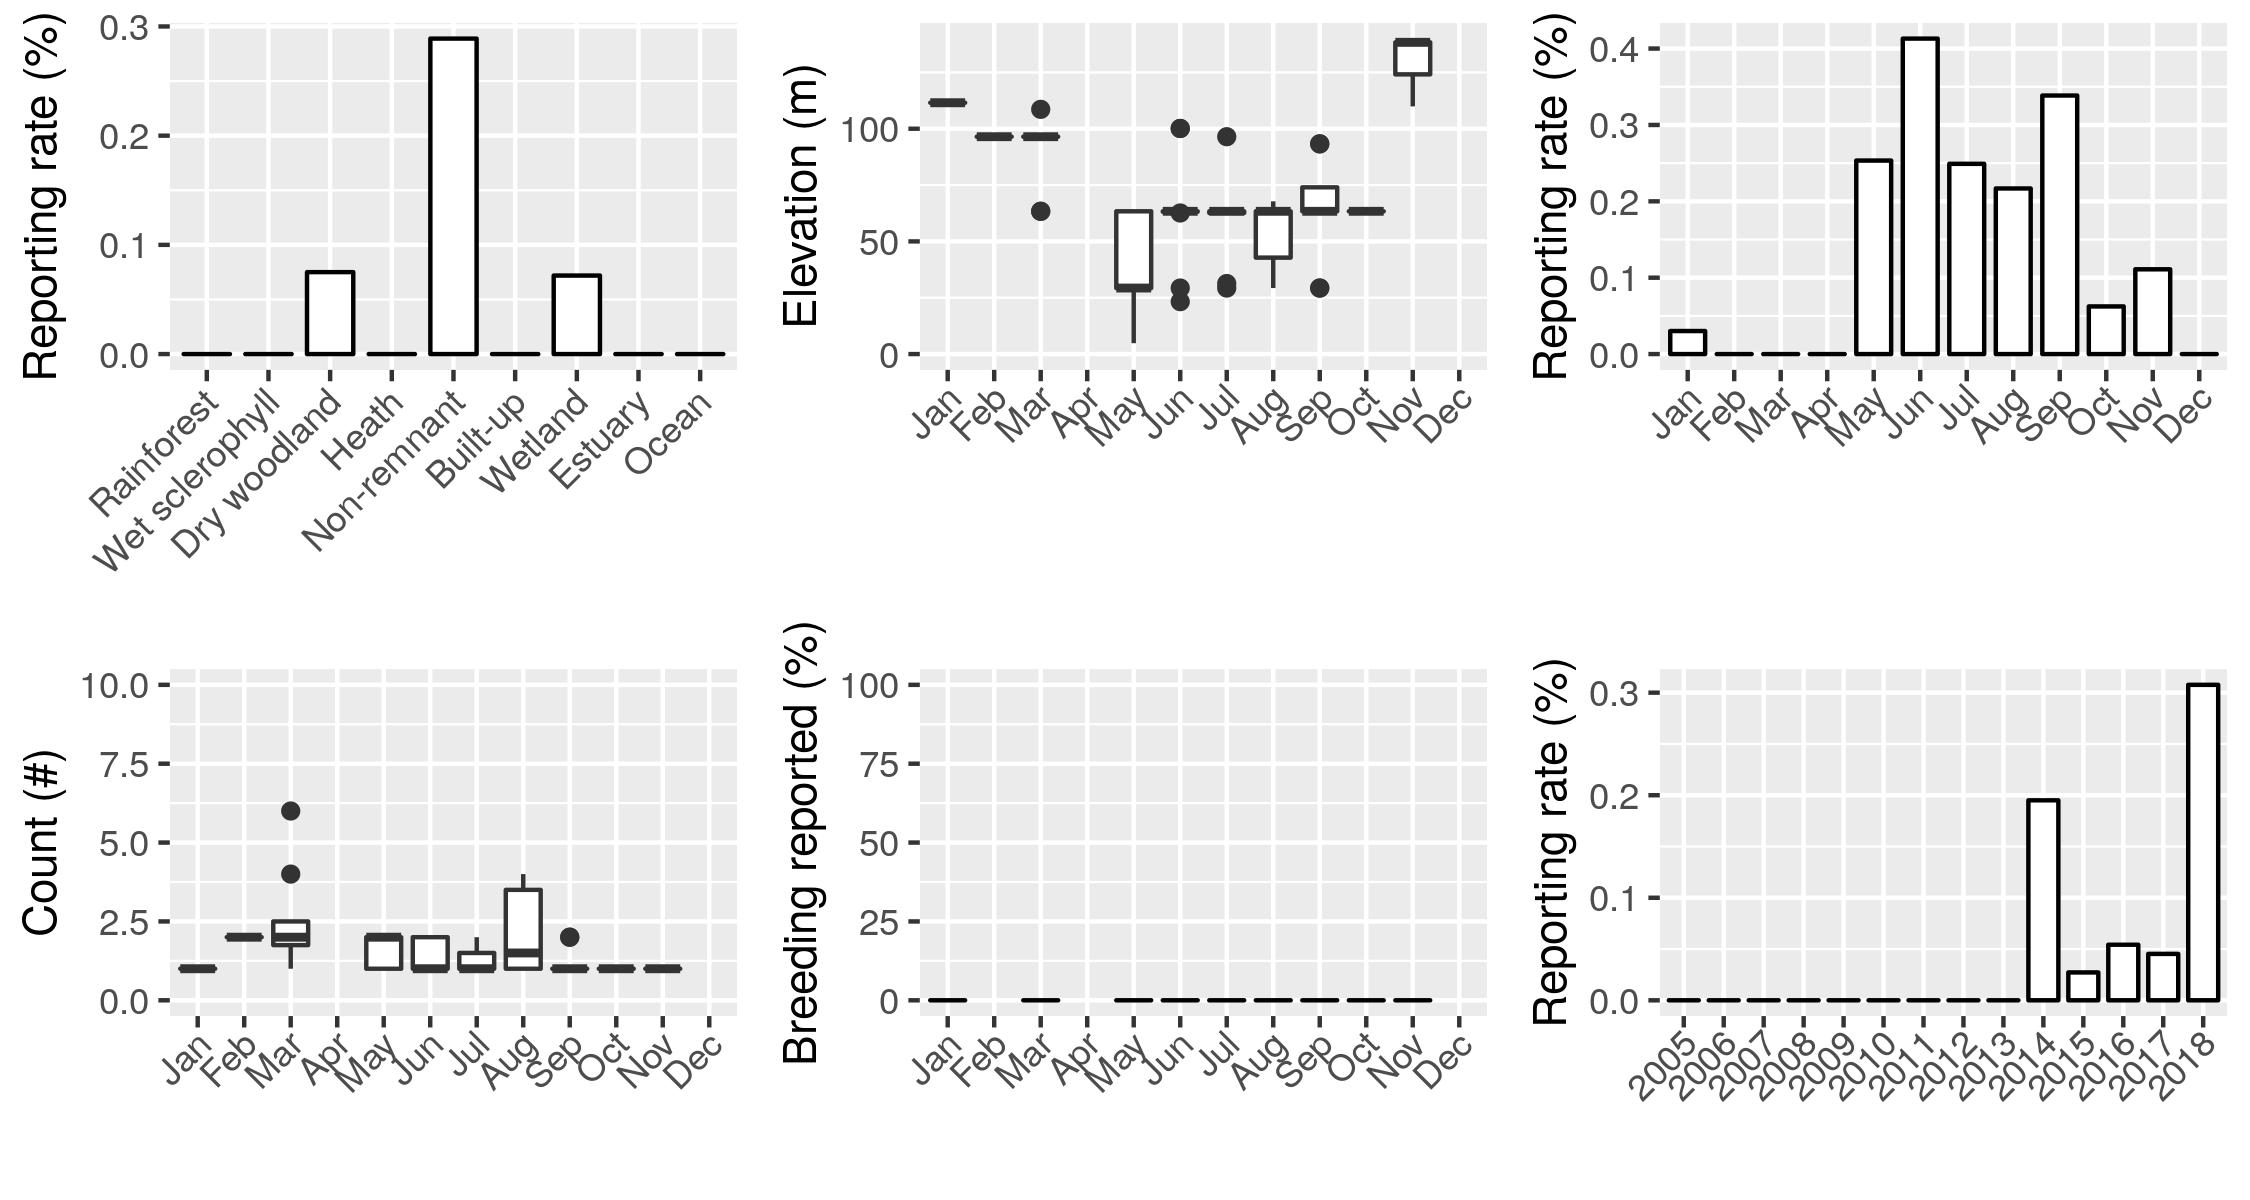 Reporting rate (%)
0.3
0.2
0.1
0.0
Rainforest
Wet sclerophyll
Dry woodland
Heath
Non-remnant
Built-up
Wetland
Estuary
Ocean
Elevation (m)
100
50
0
Jan Feb Mar Apr May Jun Jul Aug Sep Oct Nov Dec
Reporting rate (%)
0.4
0.3
0.2
0.1
0.0
Jan Feb Mar Apr May Jun Jul Aug Sep Oct Nov Dec
Count (#)
10.0
7.5
5.0
2.5
0.0
Jan Feb Mar Apr May Jun Jul Aug Sep Oct Nov Dec
Breeding reported (%)
100
75
50
25
0
Jan Feb Mar Apr May Jun Jul Aug Sep Oct Nov Dec
Reporting rate (%)
0.3
0.2
0.1
0.0
2005 2006 2007 2008 2009 2010 2011 2012 2013 2014 2015 2016 2017 2018